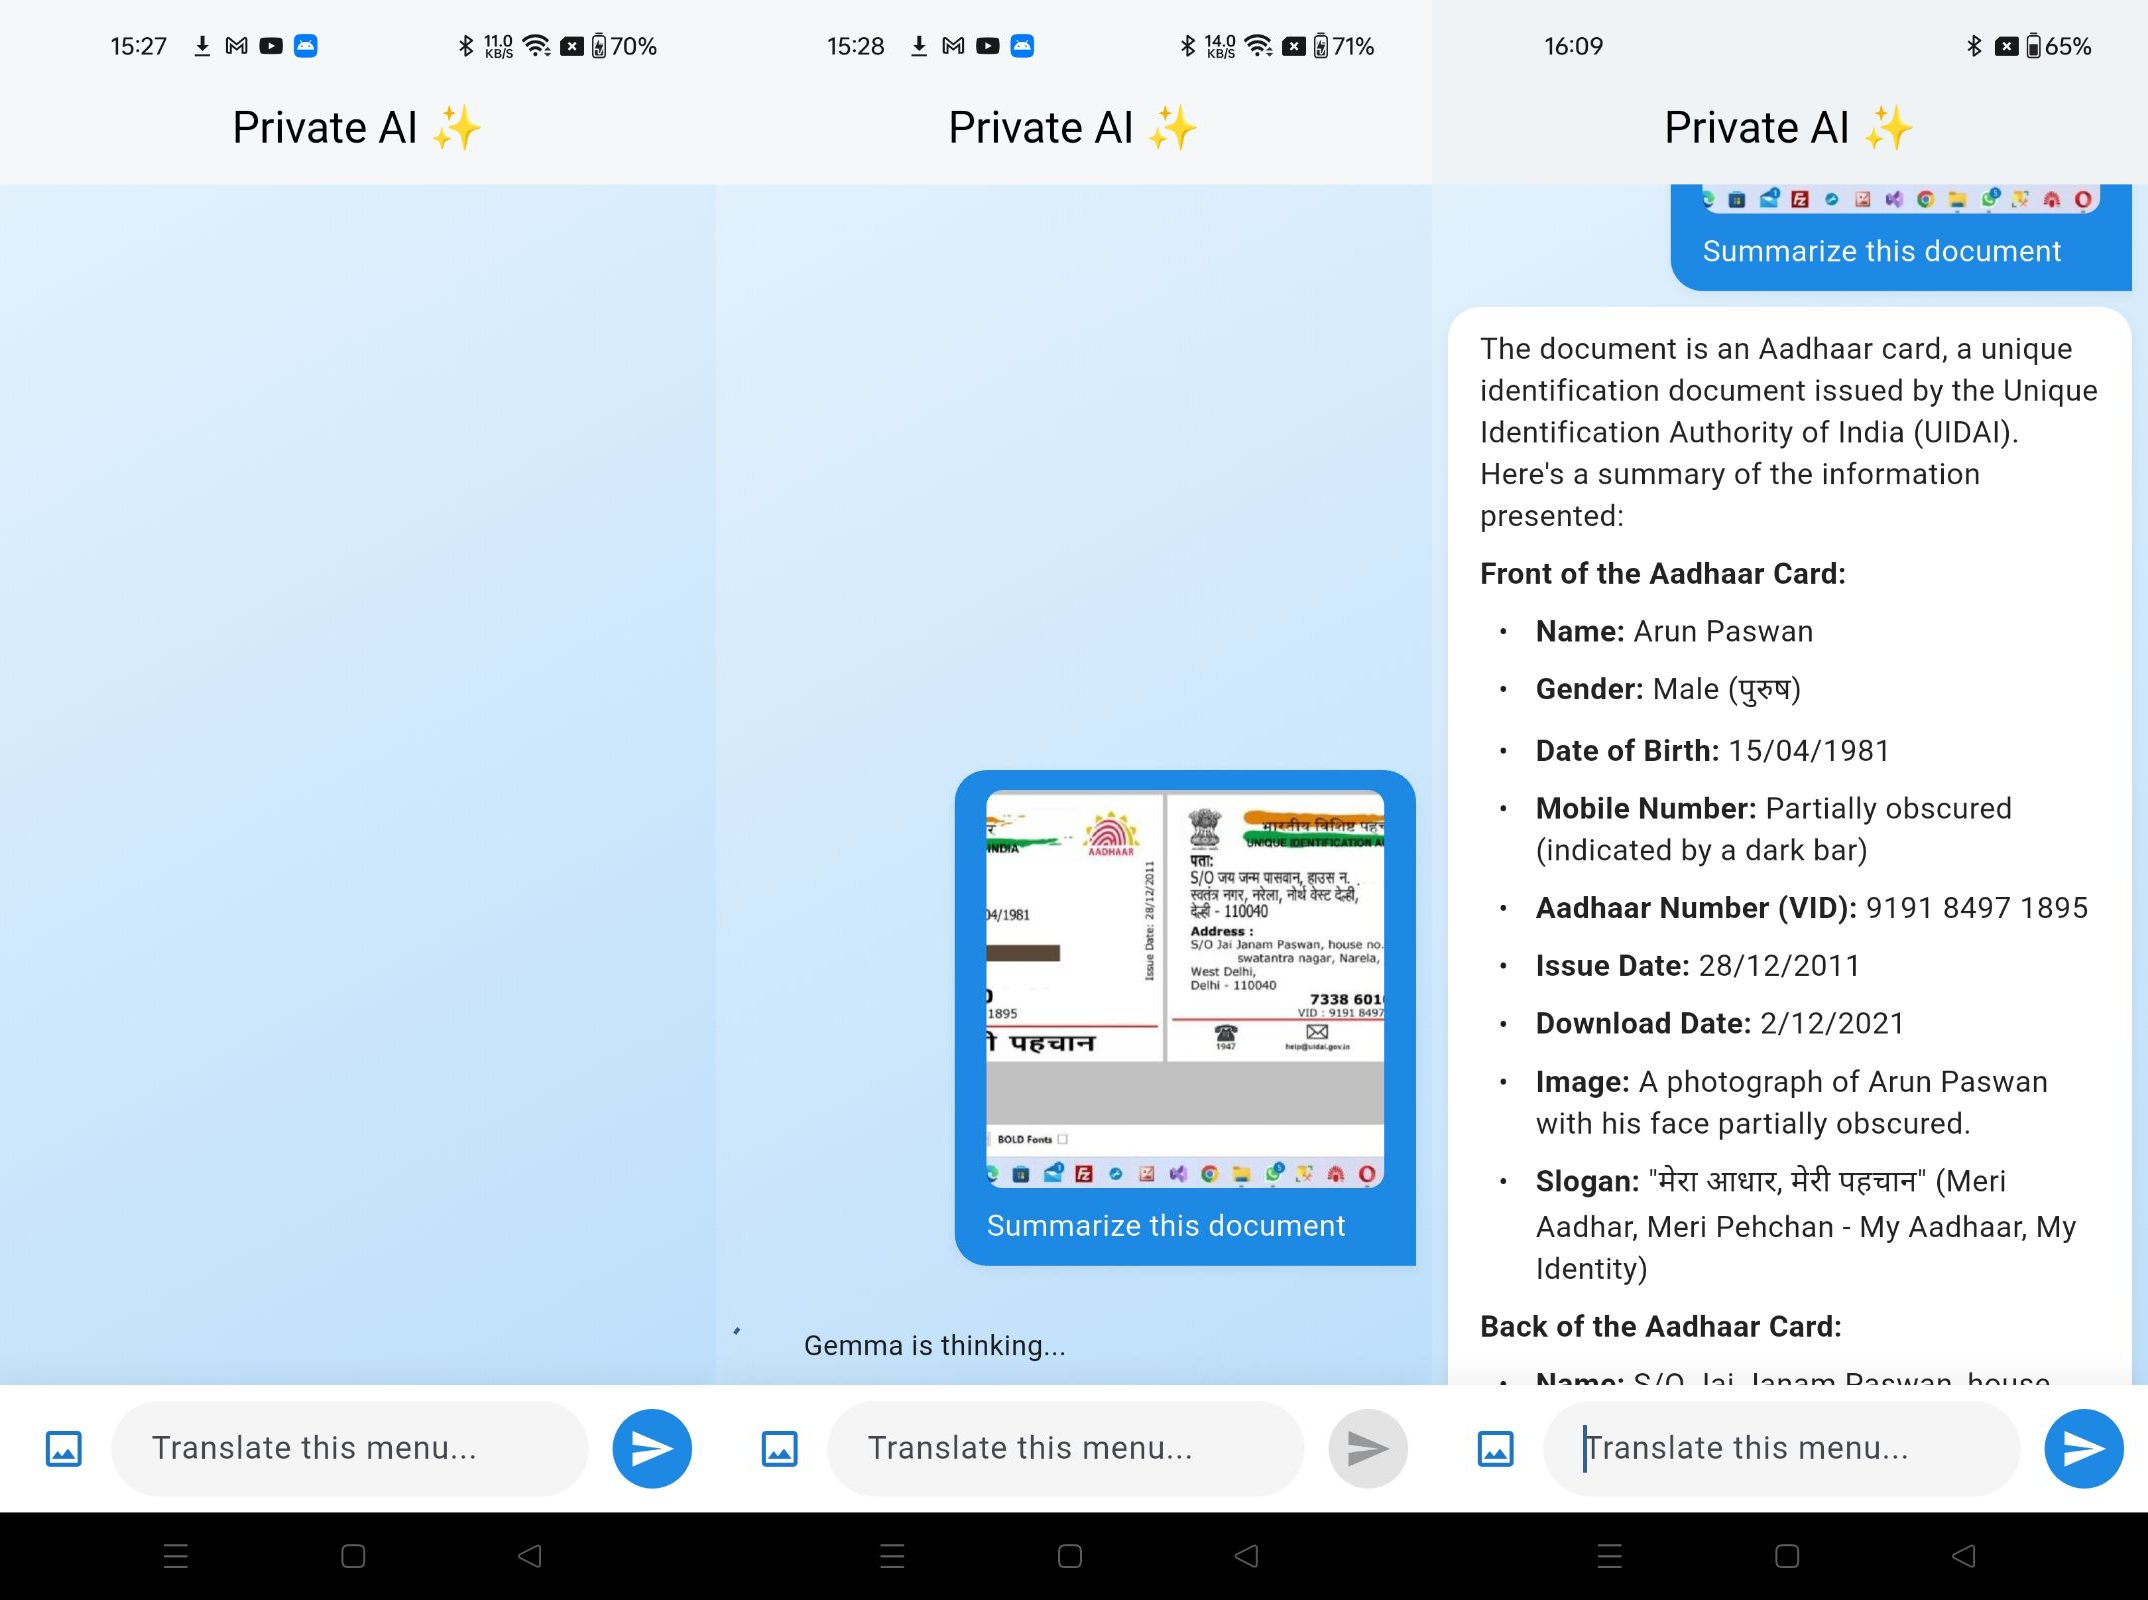 15:27
11.0
KB/S
70%
Private AI ✨
Translate this menu...
15:28
14.0
KB/S
71%
Private AI ✨
INDIA
AADHAAR
04/1981
Issue Date: 28/12/2011
1895
पहचान
UNIQUE IDENTIFICATION A
पता:
S/O जय जन्म पासवान, हाउस न.
स्वतंत्र नगर, नरेला, नोर्थ वेस्ट देल्ही,
देल्ही - 110040
Address :
S/O Jai Janam Paswan, house no.
swatantra nagar, Narela,
West Delhi,
Delhi - 110040
7338 601
VID : 9191 8497
1947
help@uidai.gov.in
BOLD Fonts
Summarize this document
Gemma is thinking...
Translate this menu...
16:09
65%
Private AI ✨
Summarize this document
The document is an Aadhaar card, a unique
identification document issued by the Unique
Identification Authority of India (UIDAI).
Here's a summary of the information
presented:
Front of the Aadhaar Card:
• Name: Arun Paswan
• Gender: Male (पुरुष)
• Date of Birth: 15/04/1981
• Mobile Number: Partially obscured
(indicated by a dark bar)
• Aadhaar Number (VID): 9191 8497 1895
• Issue Date: 28/12/2011
• Download Date: 2/12/2021
• Image: A photograph of Arun Paswan
with his face partially obscured.
• Slogan: "मेरा आधार, मेरी पहचान" (Meri
Aadhar, Meri Pehchan - My Aadhaar, My
Identity)
Back of the Aadhaar Card:
• Name: S/O Jai Janam Paswan, house
Translate this menu...